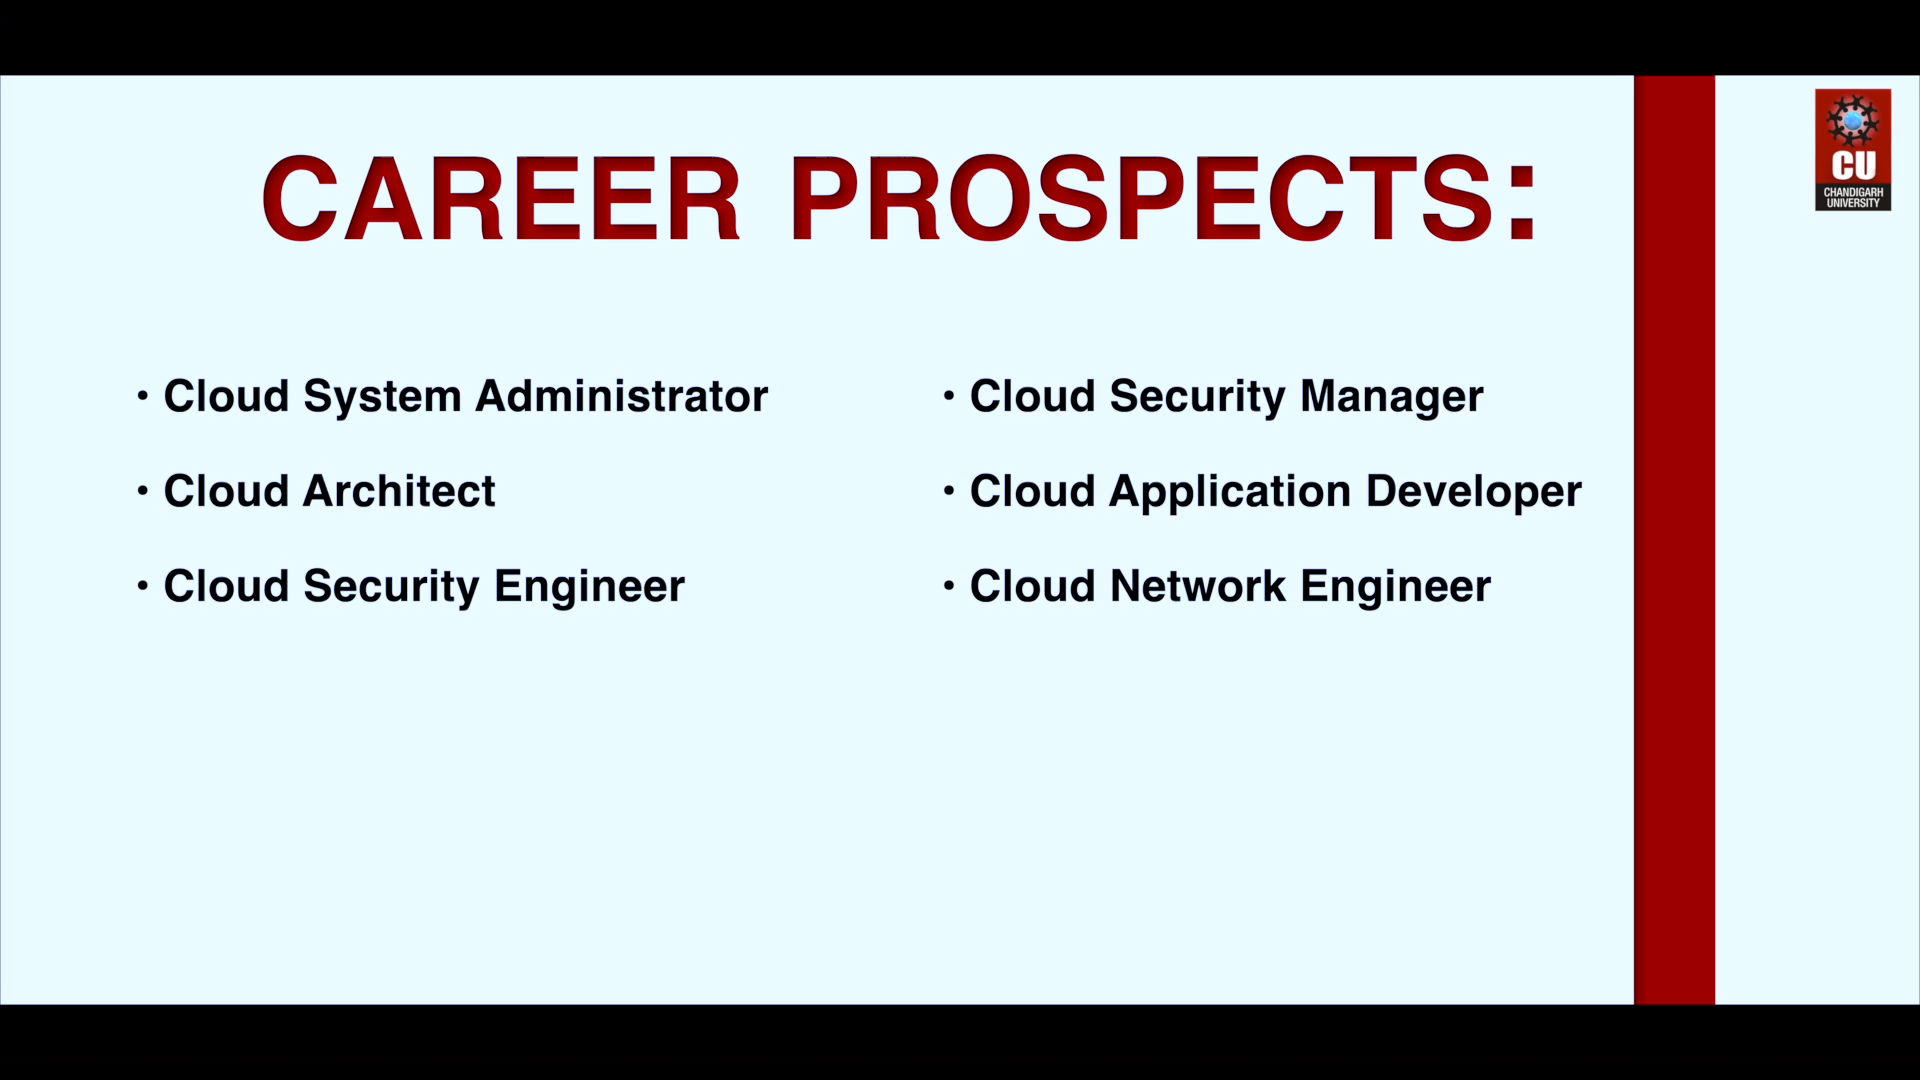 CAREER PROSPECTS:
• Cloud System Administrator
• Cloud Architect
• Cloud Security Engineer
• Cloud Security Manager
• Cloud Application Developer
• Cloud Network Engineer
CU
CHANDIGARH
UNIVERSITY